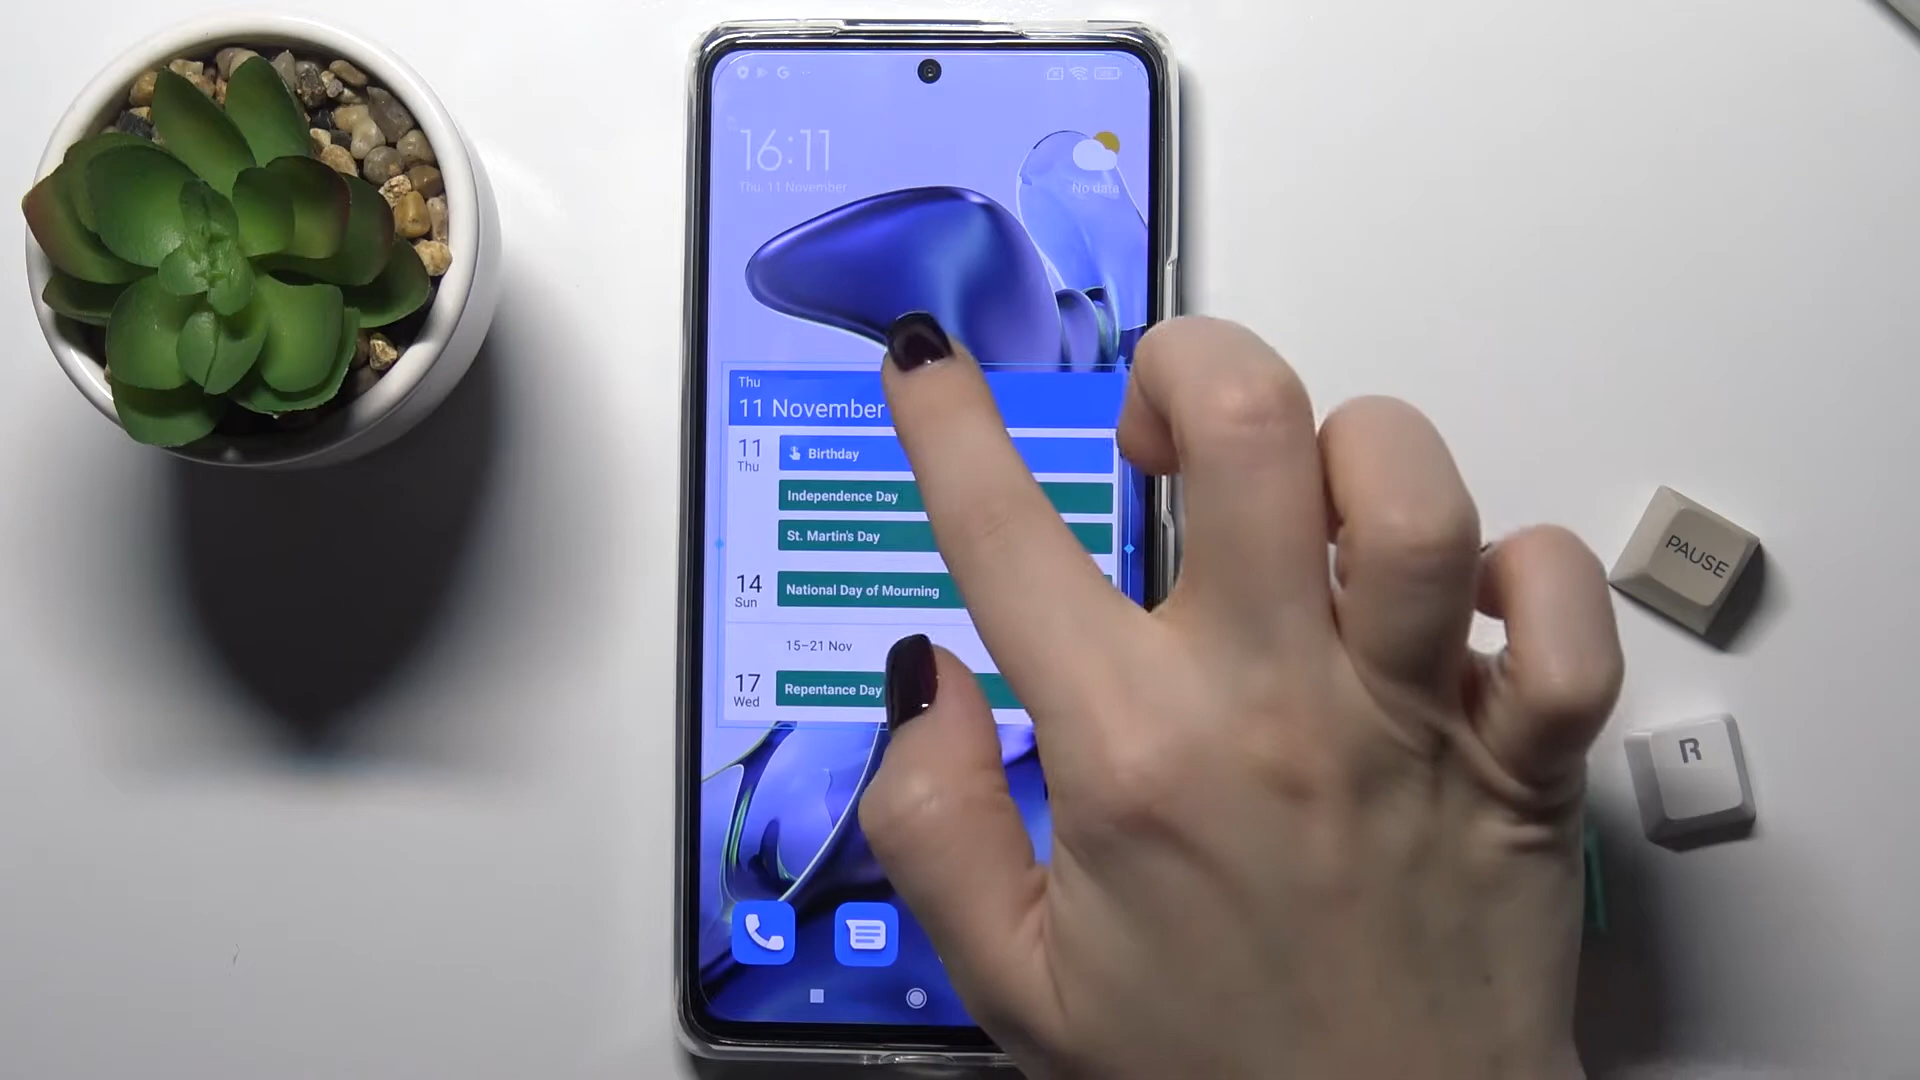 16:11
Thu, 11 November
No data
Thu
11 November
11
Thu
Birthday
Independence Day
St. Martin's Day
14
Sun
National Day of Mourning
15–21 Nov
17
Wed
Repentance Day
PAUSE
R